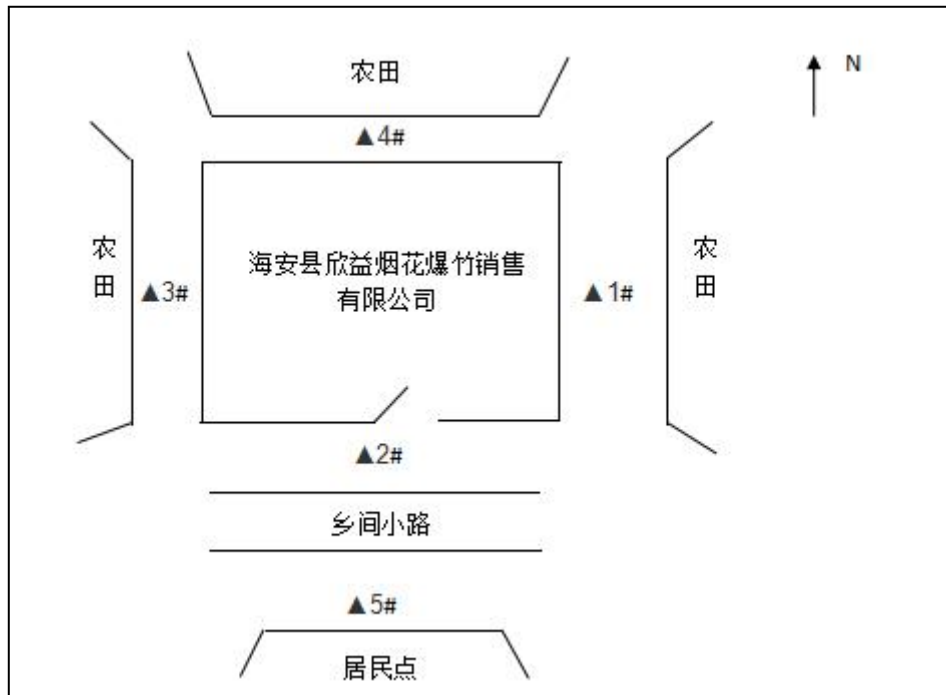 农田
N
▲4#
农
田
海安县欣益烟花爆竹销售
有限公司
农
田
▲3#
▲1#
▲2#
乡间小路
▲5#
居民点